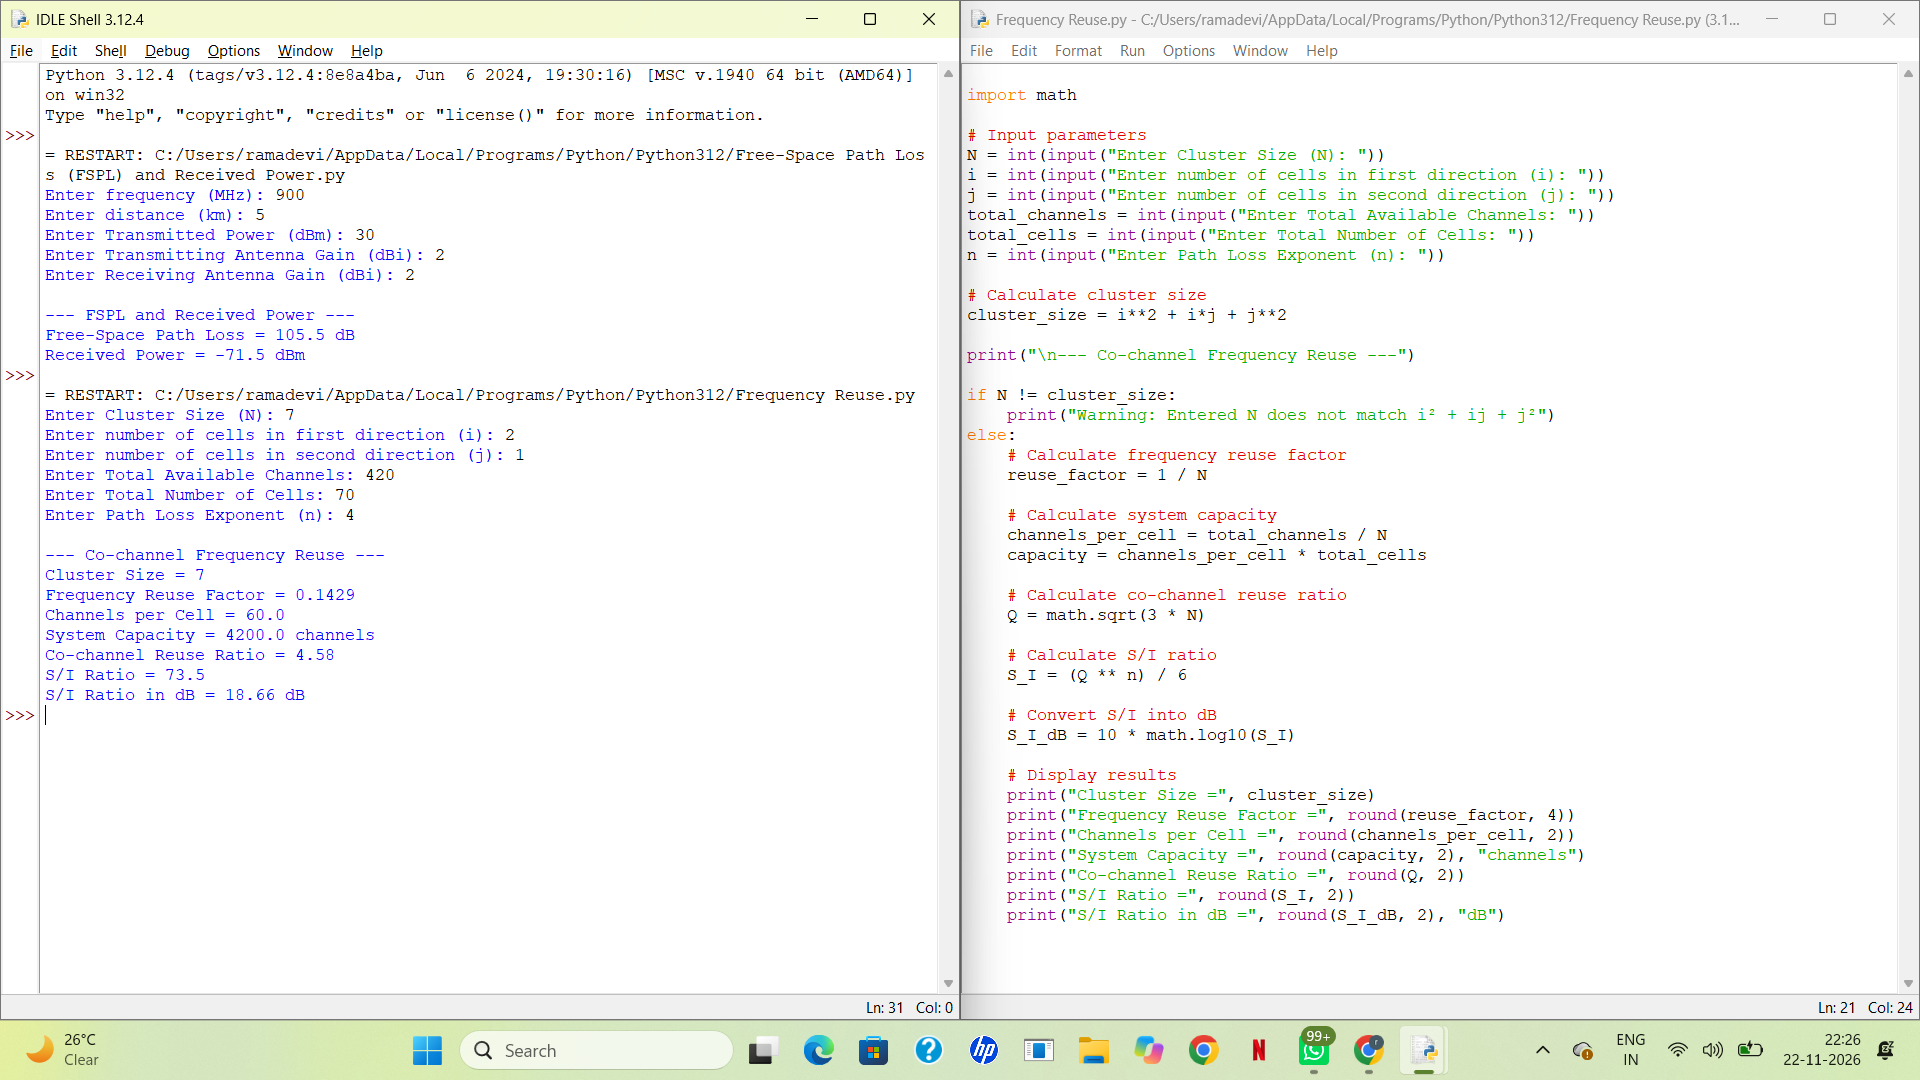 IDLE Shell 3.12.4
File Edit Shell Debug Options Window Help
Python 3.12.4 (tags/v3.12.4:8e8a4ba, Jun  6 2024, 19:30:16) [MSC v.1940 64 bit (AMD64)]
on win32
Type "help", "copyright", "credits" or "license()" for more information.
>>>
= RESTART: C:/Users/ramadevi/AppData/Local/Programs/Python/Python312/Free-Space Path Los
s (FSPL) and Received Power.py
Enter frequency (MHz): 900
Enter distance (km): 5
Enter Transmitted Power (dBm): 30
Enter Transmitting Antenna Gain (dBi): 2
Enter Receiving Antenna Gain (dBi): 2
--- FSPL and Received Power ---
Free-Space Path Loss = 105.5 dB
Received Power = -71.5 dBm
>>>
= RESTART: C:/Users/ramadevi/AppData/Local/Programs/Python/Python312/Frequency Reuse.py
Enter Cluster Size (N): 7
Enter number of cells in first direction (i): 2
Enter number of cells in second direction (j): 1
Enter Total Available Channels: 420
Enter Total Number of Cells: 70
Enter Path Loss Exponent (n): 4
--- Co-channel Frequency Reuse ---
Cluster Size = 7
Frequency Reuse Factor = 0.1429
Channels per Cell = 60.0
System Capacity = 4200.0 channels
Co-channel Reuse Ratio = 4.58
S/I Ratio = 73.5
S/I Ratio in dB = 18.66 dB
>>>
Ln: 31 Col: 0
Frequency Reuse.py - C:/Users/ramadevi/AppData/Local/Programs/Python/Python312/Frequency Reuse.py (3.1...
File Edit Format Run Options Window Help
import math
# Input parameters
N = int(input("Enter Cluster Size (N): "))
i = int(input("Enter number of cells in first direction (i): "))
j = int(input("Enter number of cells in second direction (j): "))
total_channels = int(input("Enter Total Available Channels: "))
total_cells = int(input("Enter Total Number of Cells: "))
n = int(input("Enter Path Loss Exponent (n): "))
# Calculate cluster size
cluster_size = i**2 + i*j + j**2
print("\n--- Co-channel Frequency Reuse ---")
if N != cluster_size:
    print("Warning: Entered N does not match i² + ij + j²")
else:
    # Calculate frequency reuse factor
    reuse_factor = 1 / N
    # Calculate system capacity
    channels_per_cell = total_channels / N
    capacity = channels_per_cell * total_cells
    # Calculate co-channel reuse ratio
    Q = math.sqrt(3 * N)
    # Calculate S/I ratio
    S_I = (Q ** n) / 6
    # Convert S/I into dB
    S_I_dB = 10 * math.log10(S_I)
    # Display results
    print("Cluster Size =", cluster_size)
    print("Frequency Reuse Factor =", round(reuse_factor, 4))
    print("Channels per Cell =", round(channels_per_cell, 2))
    print("System Capacity =", round(capacity, 2), "channels")
    print("Co-channel Reuse Ratio =", round(Q, 2))
    print("S/I Ratio =", round(S_I, 2))
    print("S/I Ratio in dB =", round(S_I_dB, 2), "dB")
Ln: 21 Col: 24
26°C
Clear
Search
hp
N
99+
r
ENG
IN
22:26
22-11-2026